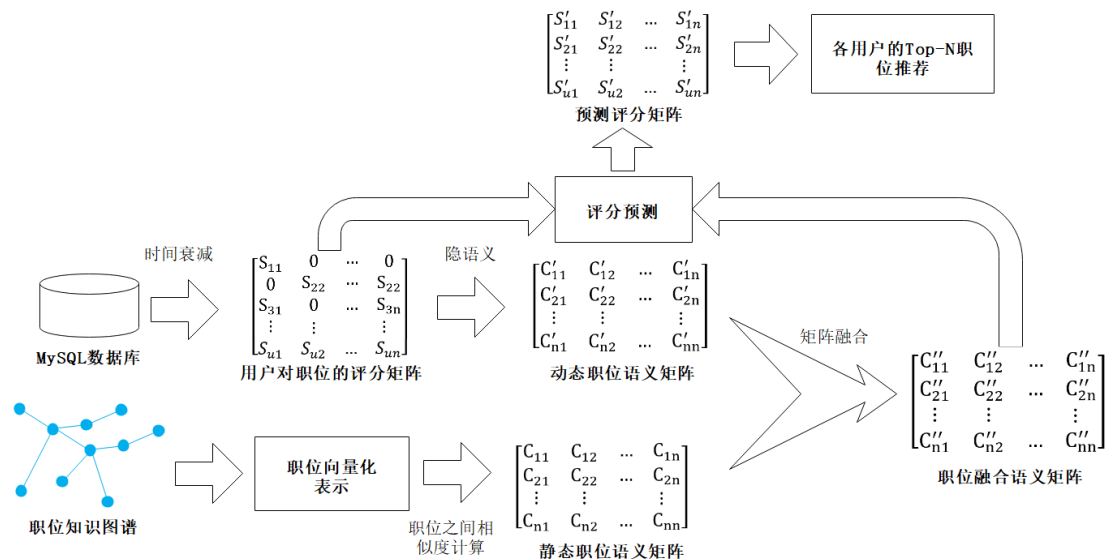 S′11 S′12 ... S′1n
S′21 S′22 ... S′2n
⋮ ⋮ ⋮
S′u1 S′u2 ... S′un
预测评分矩阵
各用户的Top-N职
位推荐
评分预测
时间衰减
MySQL数据库
S11 0 ... 0
0 S22 ... S22
S31 0 ... S3n
⋮ ⋮ ⋮
Su1 Su2 ... Sun
用户对职位的评分矩阵
隐语义
C′11 C′12 ... C′1n
C′21 C′22 ... C′2n
⋮ ⋮ ⋮
C′n1 C′n2 ... C′nn
动态职位语义矩阵
矩阵融合
C″11 C″12 ... C″1n
C″21 C″22 ... C″2n
⋮ ⋮ ⋮
C″n1 C″n2 ... C″nn
职位融合语义矩阵
职位知识图谱
职位向量化
表示
职位之间相
似度计算
C11 C12 ... C1n
C21 C22 ... C2n
⋮ ⋮ ⋮
Cn1 Cn2 ... Cnn
静态职位语义矩阵